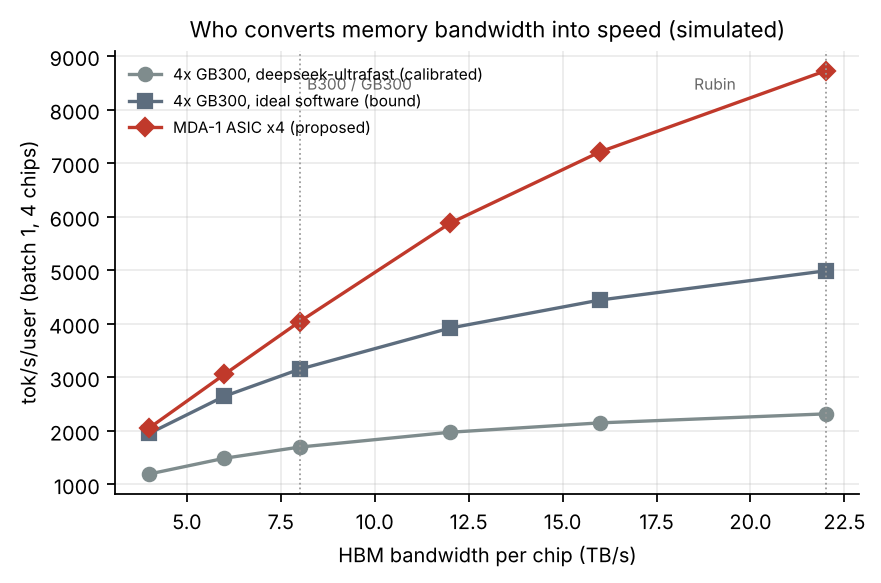 Who converts memory bandwidth into speed (simulated)
4x GB300, deepseek-ultrafast (calibrated)
B300 / GB300
Rubin
4x GB300, ideal software (bound)
MDA-1 ASIC x4 (proposed)
tok/s/user (batch 1, 4 chips)
9000
8000
7000
6000
5000
4000
3000
2000
1000
5.0 7.5 10.0 12.5 15.0 17.5 20.0 22.5
HBM bandwidth per chip (TB/s)